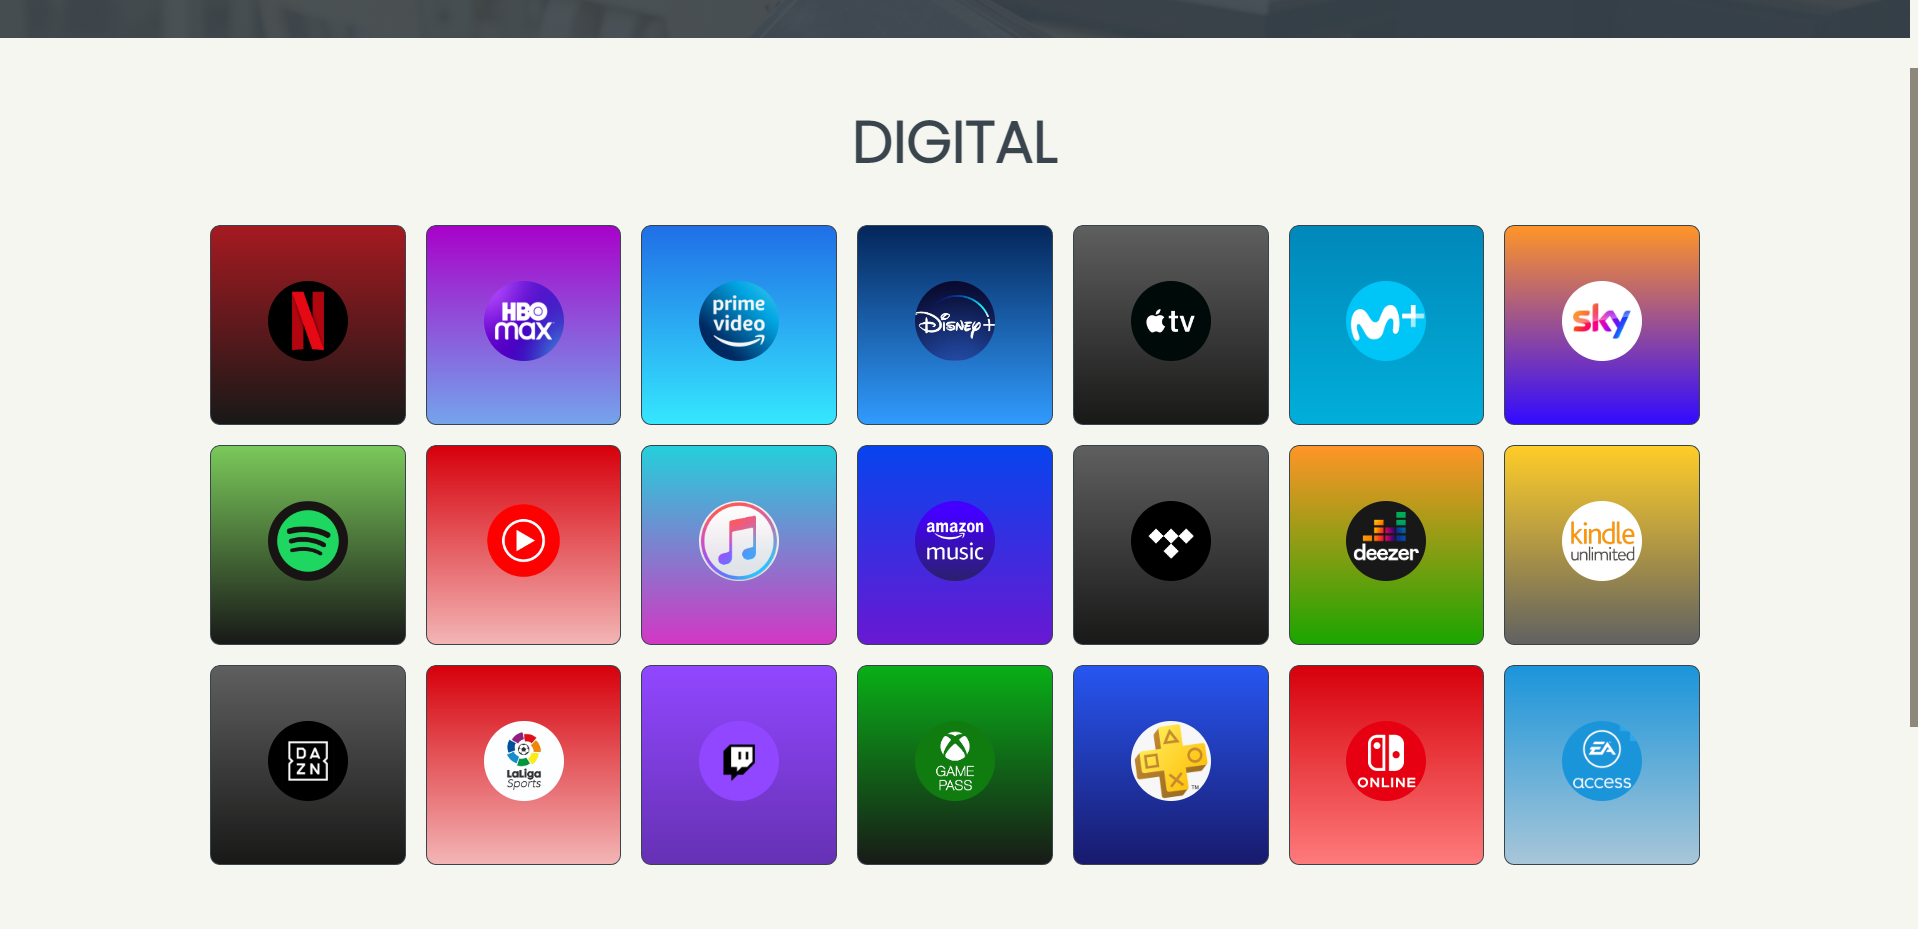 DIGITAL
N
HBO
max
prime
video
Disney+
tv
M+
sky
amazon
music
deezer
kindle
unlimited
DA
ZN
LaLiga
Sports
GAME
PASS
TM
ONLINE
EA
access